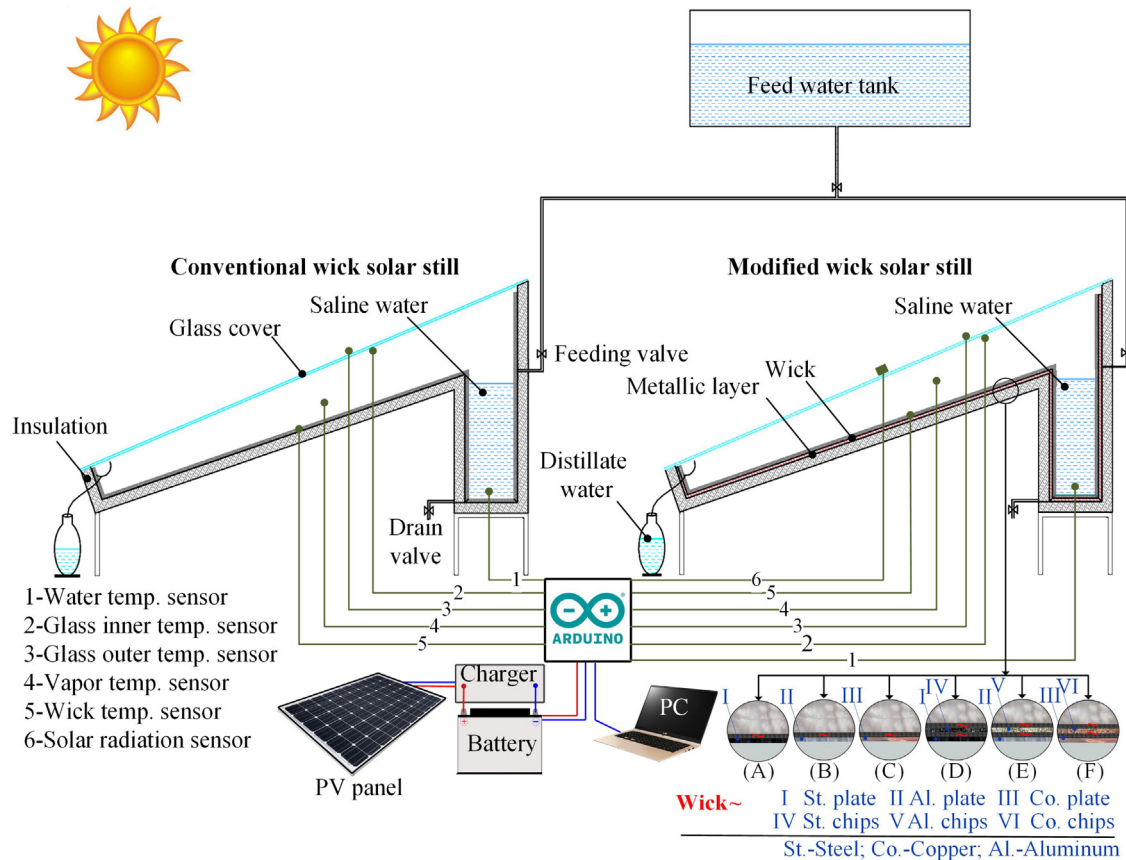 Feed water tank
Conventional wick solar still
Modified wick solar still
Saline water
Saline water
Glass cover
Feeding valve
Wick
Metallic layer
Insulation
Distillate
water
Drain
valve
1
2
3
4
5
6
5
4
3
2
1
ARDUINO
1-Water temp. sensor
2-Glass inner temp. sensor
3-Glass outer temp. sensor
4-Vapor temp. sensor
5-Wick temp. sensor
6-Solar radiation sensor
Charger
Battery
PC
PV panel
I II III I IV II V III VI
(A) (B) (C) (D) (E) (F)
Wick~ I St. plate II Al. plate III Co. plate
IV St. chips V Al. chips VI Co. chips
St.-Steel; Co.-Copper; Al.-Aluminum